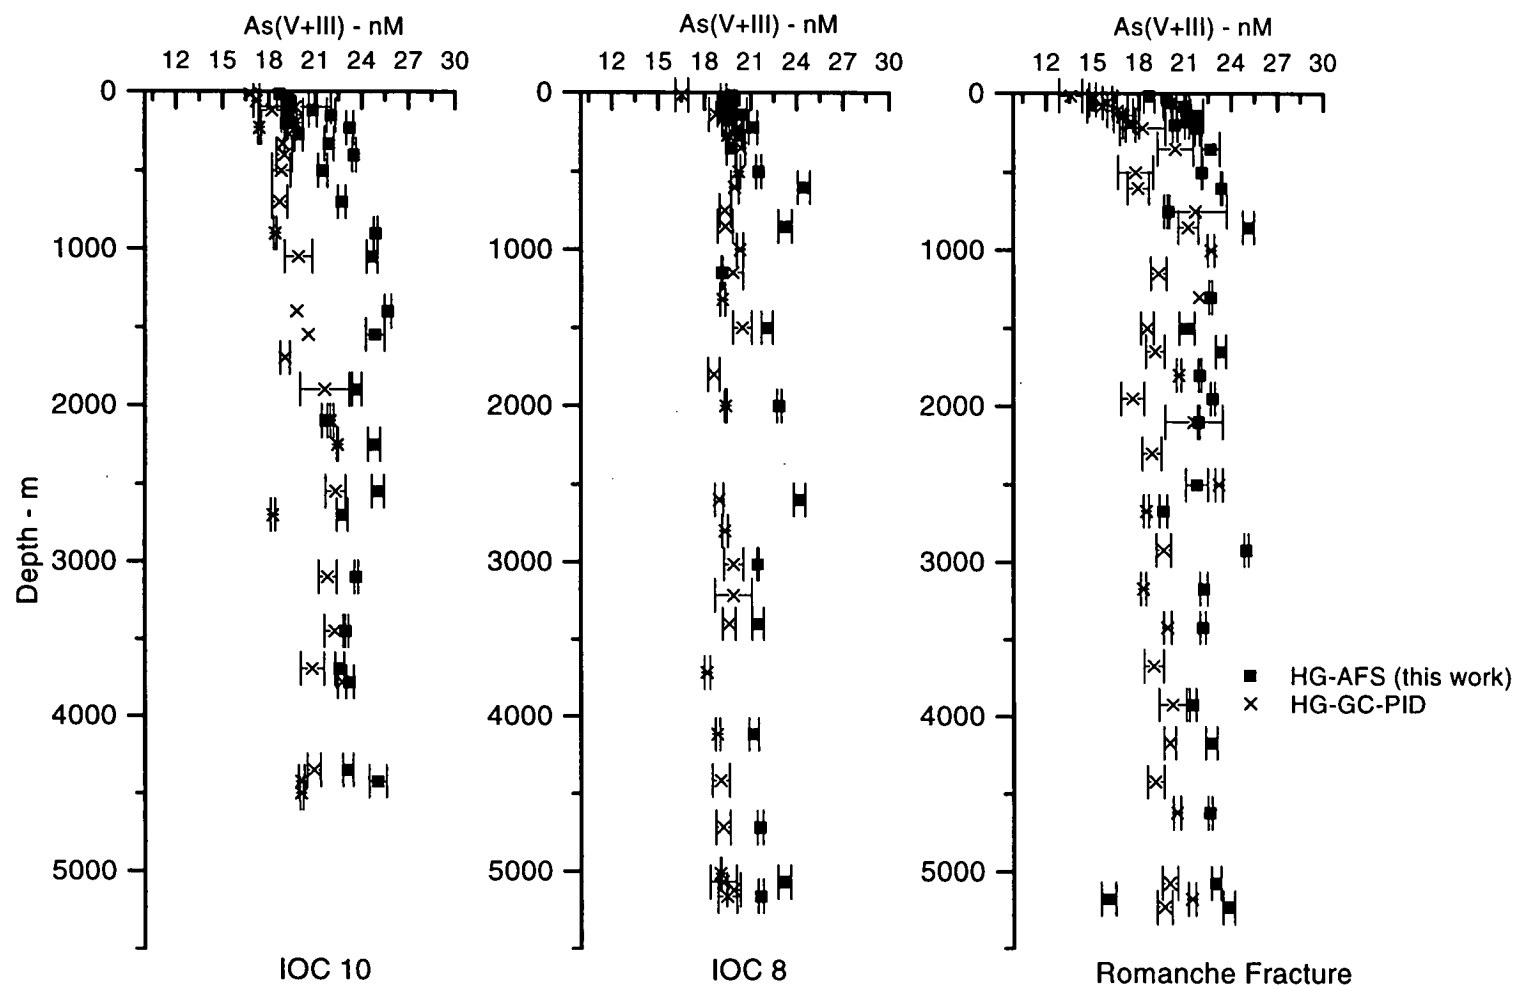 As(V+III) - nM
12 15 18 21 24 27 30
0
1000
2000
3000
4000
5000
Depth - m
IOC 10
As(V+III) - nM
12 15 18 21 24 27 30
0
1000
2000
3000
4000
5000
IOC 8
As(V+III) - nM
12 15 18 21 24 27 30
0
1000
2000
3000
4000
5000
HG-AFS (this work)
HG-GC-PID
Romanche Fracture